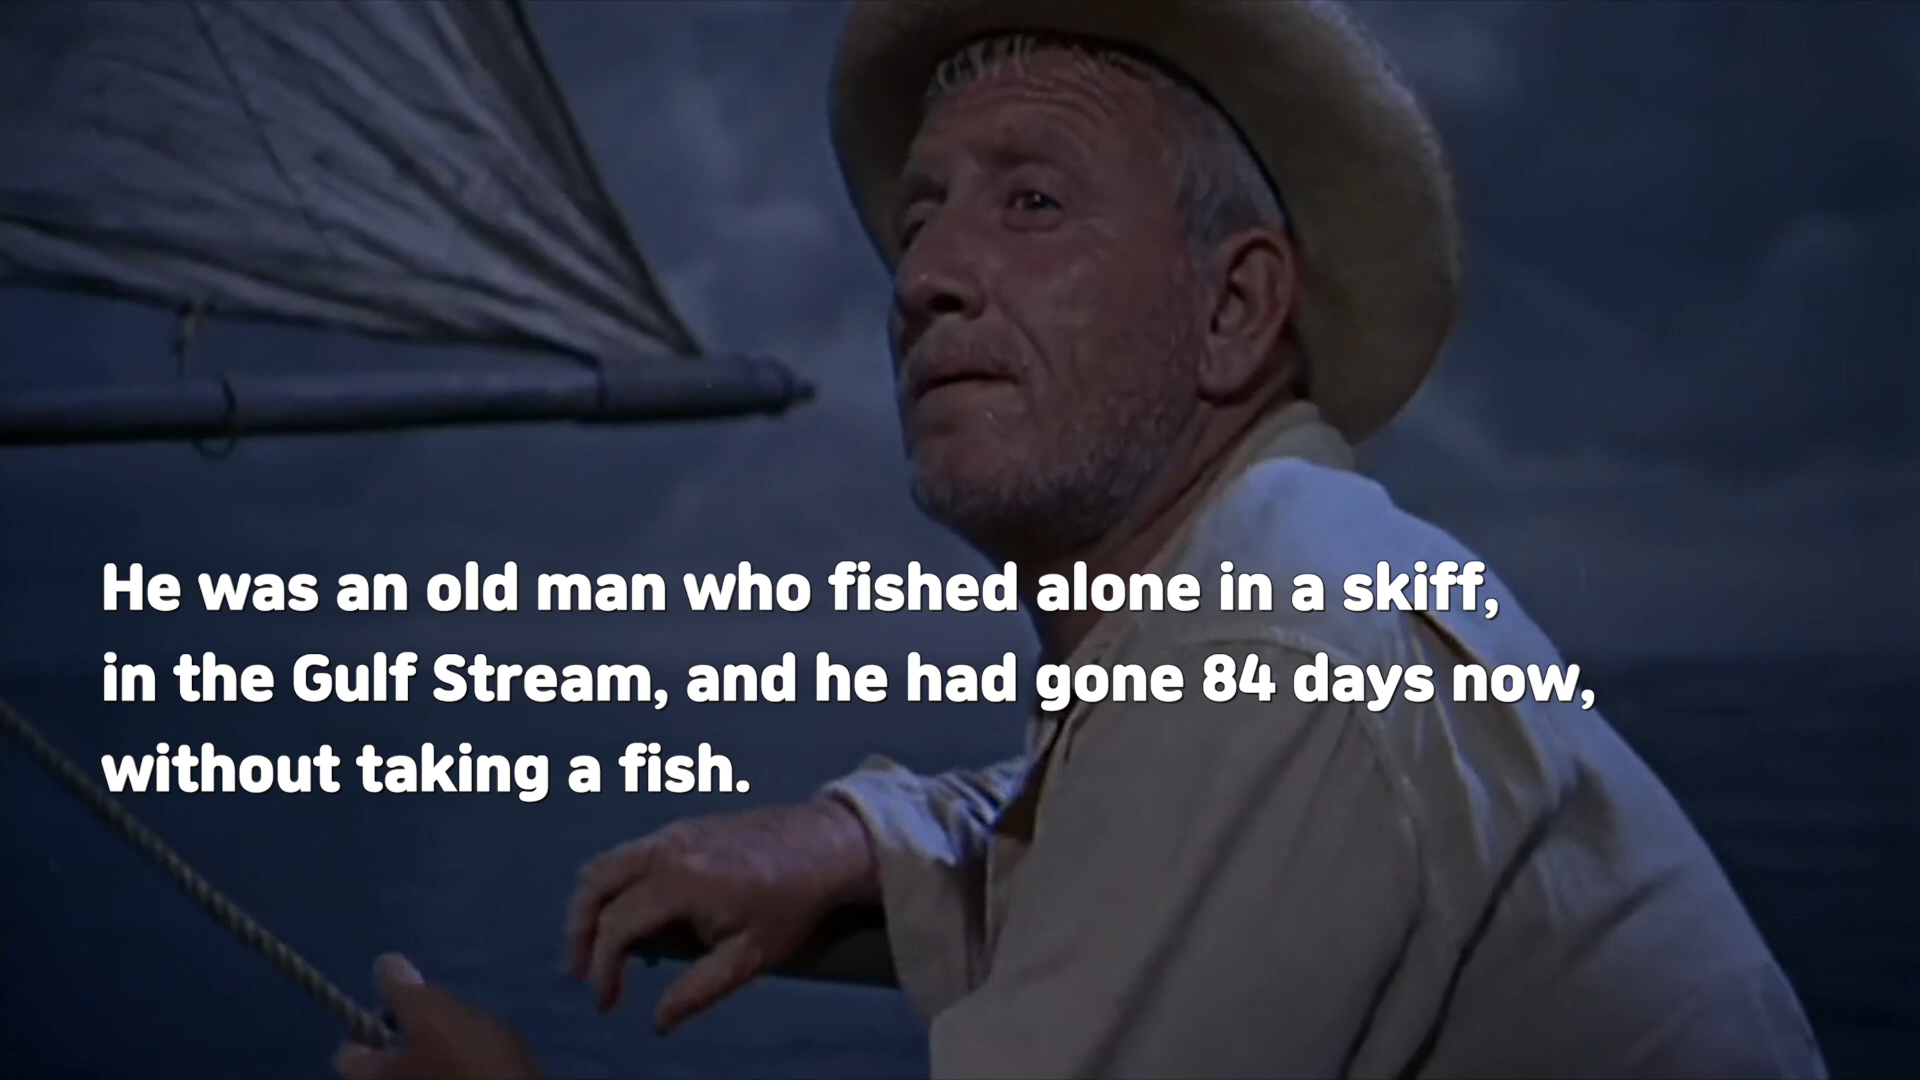 He was an old man who fished alone in a skiff,
in the Gulf Stream, and he had gone 84 days now,
without taking a fish.